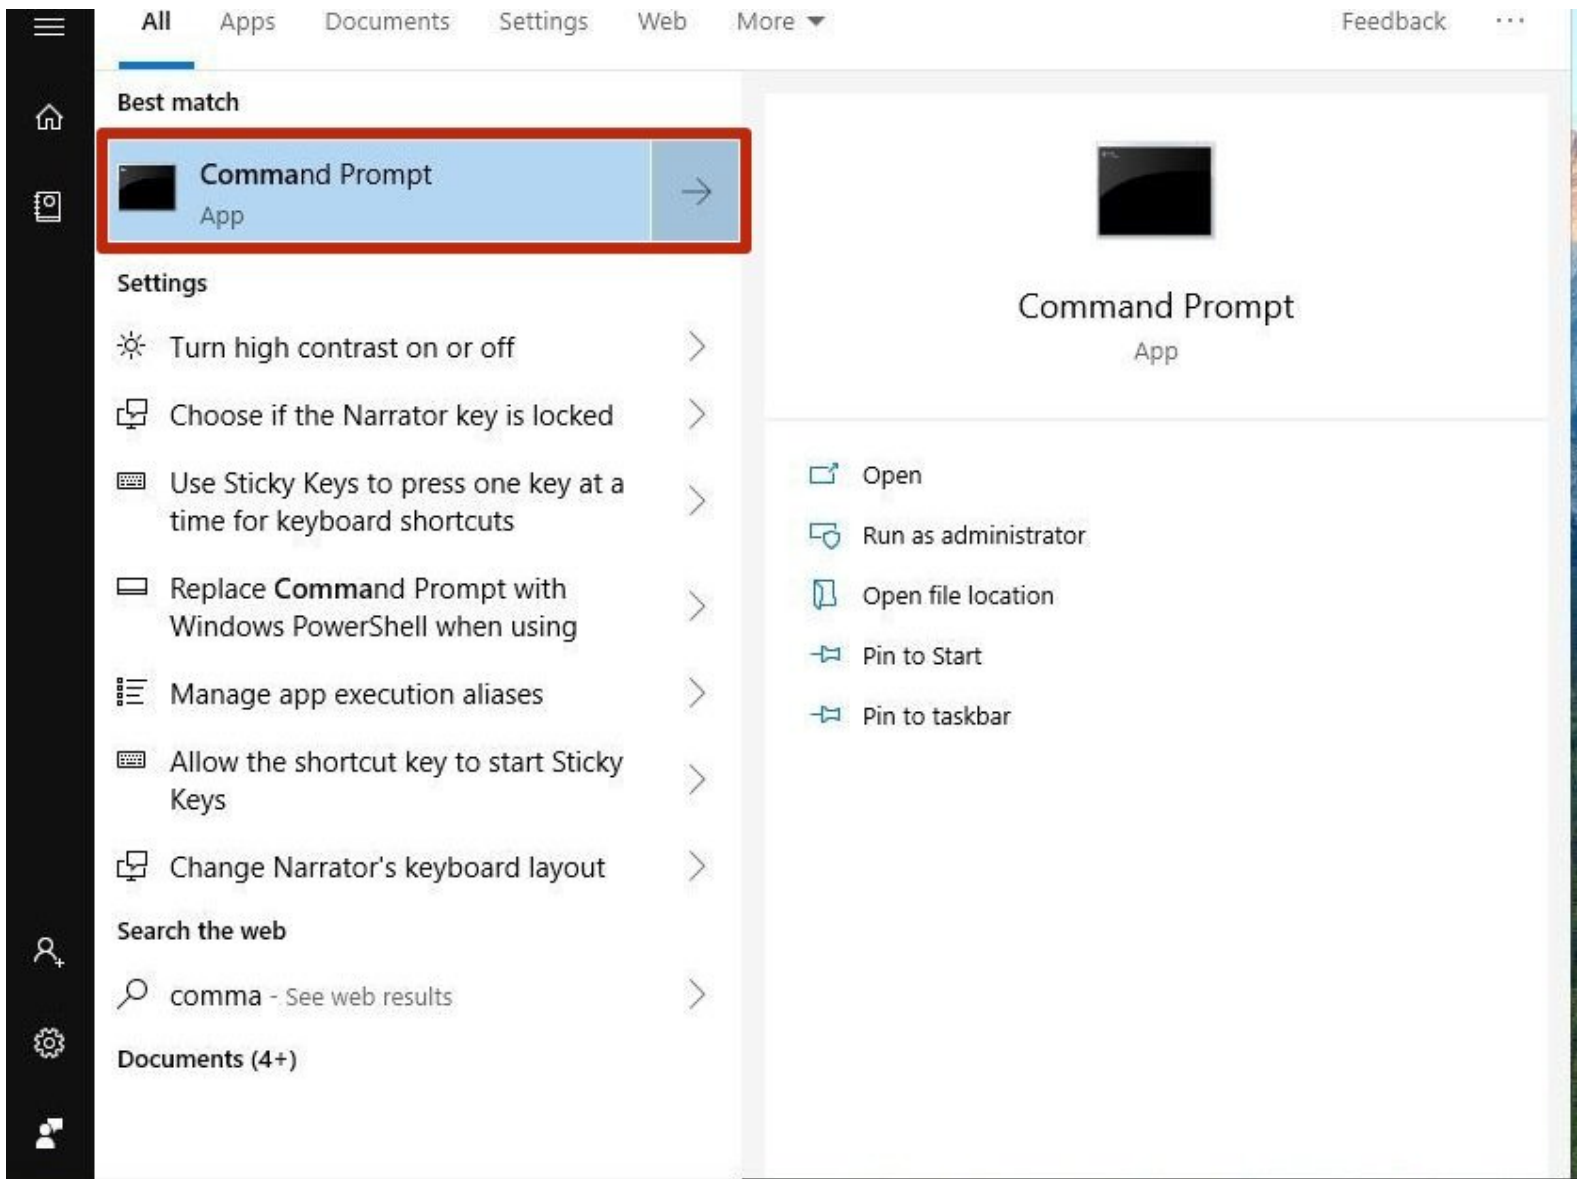 All Apps Documents Settings Web More Feedback ...
Best match
Command Prompt
App
Settings
Turn high contrast on or off
Choose if the Narrator key is locked
Use Sticky Keys to press one key at a
time for keyboard shortcuts
Replace Command Prompt with
Windows PowerShell when using
Manage app execution aliases
Allow the shortcut key to start Sticky
Keys
Change Narrator's keyboard layout
Search the web
comma - See web results
Documents (4+)
Command Prompt
App
Open
Run as administrator
Open file location
Pin to Start
Pin to taskbar